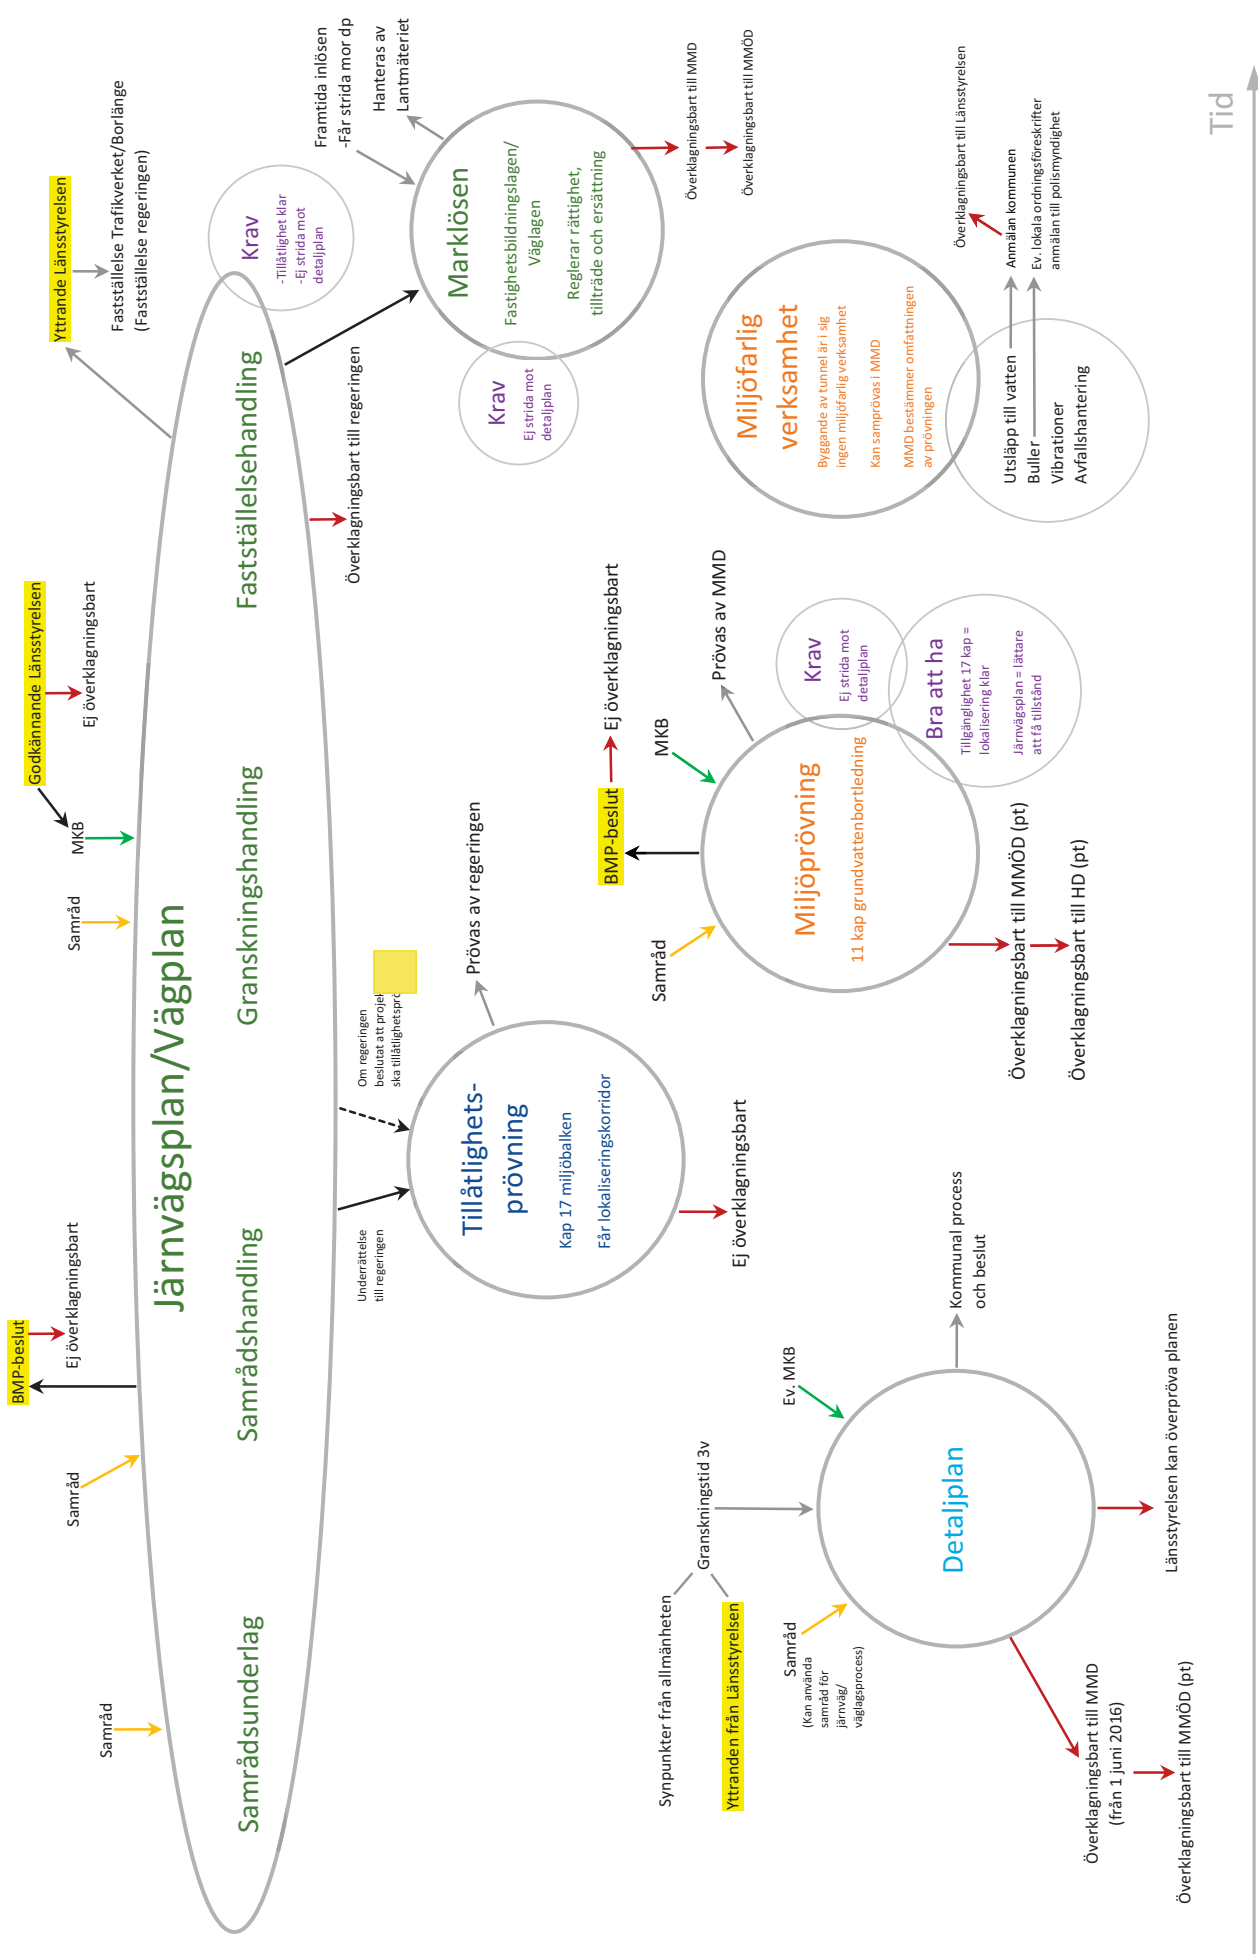 Järnvägsplan/Vägplan
Samrådsunderlag
Samrådshandling
Granskningshandling
Fastställelsehandling
Samråd
Samråd
BMP-beslut
Ej överklagningsbart
Samråd
MKB
Godkännande Länsstyrelsen
Ej överklagningsbart
Yttrande Länsstyrelsen
Fastställelse Trafikverket/Borlänge
(Fastställelse regeringen)
Krav
-Tillåtlighet klar
-Ej strida mot
detaljplan
Överklagningsbart till regeringen
Underrättelse
till regeringen
Om regeringen
beslutat att
ska
Tillåtlighets-
prövning
Kap 17 miljöbalken
Får lokaliseringskorridor
Prövas av regeringen
Ej överklagningsbart
Framtida inlösen
-Får strida mor dp
Hanteras av
Lantmäteriet
Marklösen
Fastighetsbildningslagen/
Väglagen
Reglerar rättighet,
tillträde och ersättning
Krav
Ej strida mot
detaljplan
Överklagningsbart till MMD
Överklagningsbart till MMÖD
Synpunkter från allmänheten
Yttranden från Länsstyrelsen
Granskningstid 3v
Samråd
(Kan använda
samråd för
järnväg/
väglagsprocess)
Ev. MKB
Detaljplan
Kommunal process
och beslut
Länsstyrelsen kan överpröva planen
Överklagningsbart till MMD
(från 1 juni 2016)
Överklagningsbart till MMÖD (pt)
Samråd
BMP-beslut
Ej överklagningsbart
MKB
Prövas av MMD
Miljöprövning
11 kap grundvattenbortledning
Krav
Ej strida mot
detaljplan
Bra att ha
Tillgänglighet 17 kap =
lokalisering klar
Järnvägsplan = lättare
att få tillstånd
Överklagningsbart till MMÖD (pt)
Överklagningsbart till HD (pt)
Miljöfarlig
verksamhet
Byggande av tunnel är i sig
ingen miljöfarlig verksamhet
Kan samprövas i MMD
MMD bestämmer omfattningen
av prövningen
Utsläpp till vatten
Buller
Vibrationer
Avfallshantering
Överklagningsbart till Länsstyrelsen
Anmälan kommunen
Ev. lokala ordningsföreskrifter
anmälan till polismyndighet
Tid